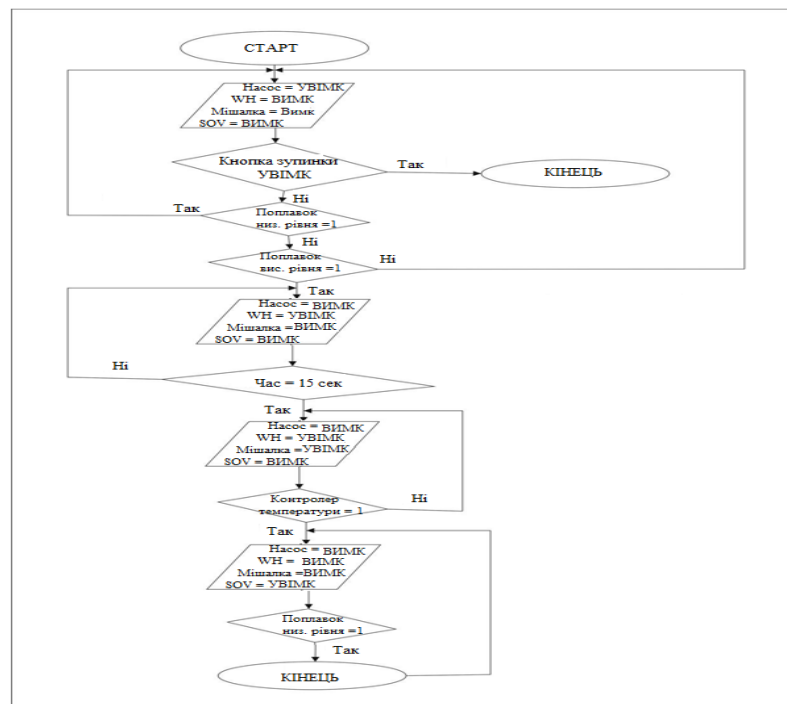 СТАРТ
Насос = УВІМК
WH = ВИМК
Мішалка = Вимк
SOV = ВИМК
Кнопка зупинки
УВІМК
Так
КІНЕЦЬ
Ні
Так
Поплавок
низ. рівня =1
Ні
Поплавок
вис. рівня =1
Ні
Так
Насос = ВИМК
WH = УВІМК
Мішалка =ВИМК
SOV = ВИМК
Ні
Час = 15 сек
Так
Насос = ВИМК
WH = УВІМК
Мішалка =УВІМК
SOV = ВИМК
Контролер
температури = 1
Ні
Так
Насос = ВИМК
WH = ВИМК
Мішалка =ВИМК
SOV = УВІМК
Поплавок
низ. рівня =1
Так
КІНЕЦЬ